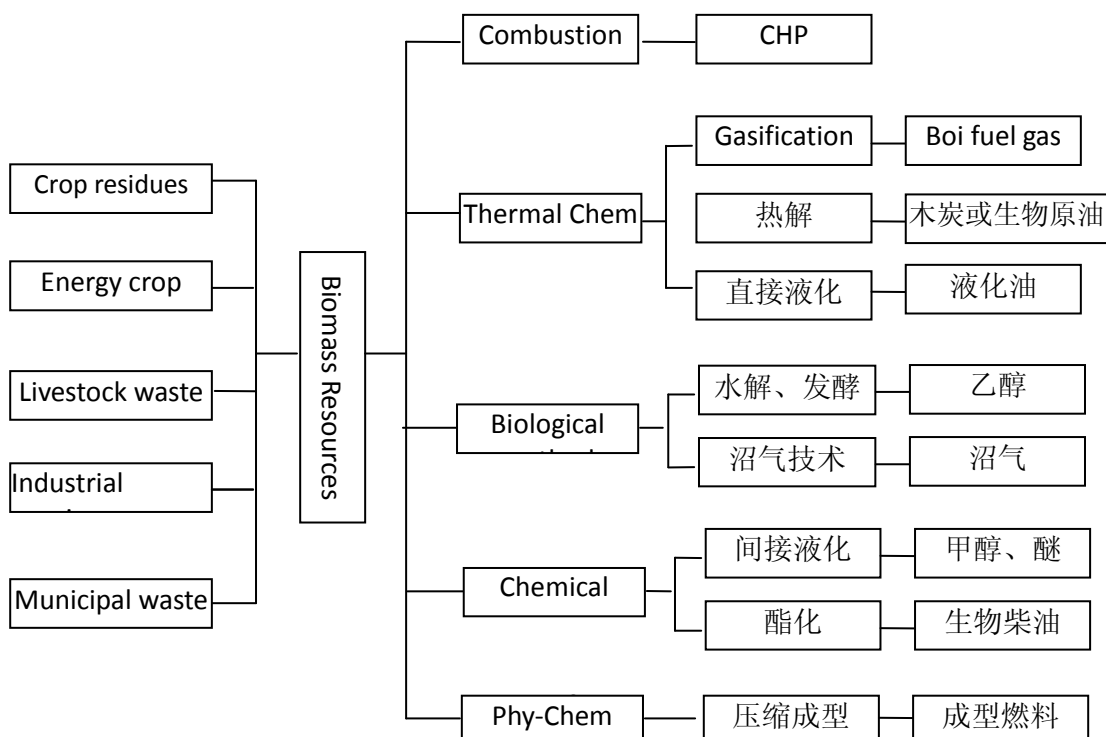 Combustion
CHP
Gasification
Boi fuel gas
Crop residues
Thermal Chem
热解
木炭或生物原油
Energy crop
直接液化
液化油
Biomass Resources
Livestock waste
水解、发酵
乙醇
Biological
沼气技术
沼气
Industrial
间接液化
甲醇、醚
Chemical
Municipal waste
酯化
生物柴油
Phy-Chem
压缩成型
成型燃料